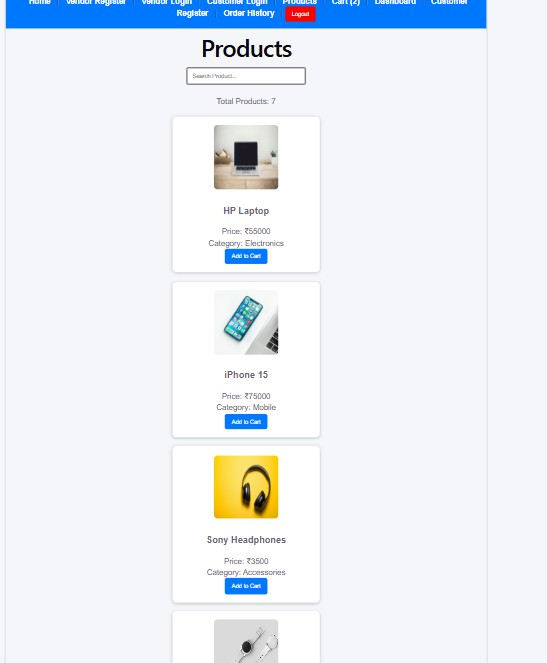 Home Vendor Register Vendor Login Customer Login Products Cart (2) Dashboard Customer
Register Order History Logout
Products
Search Product...
Total Products: 7
HP Laptop
Price: ₹55000
Category: Electronics
Add to Cart
iPhone 15
Price: ₹75000
Category: Mobile
Add to Cart
Sony Headphones
Price: ₹3500
Category: Accessories
Add to Cart